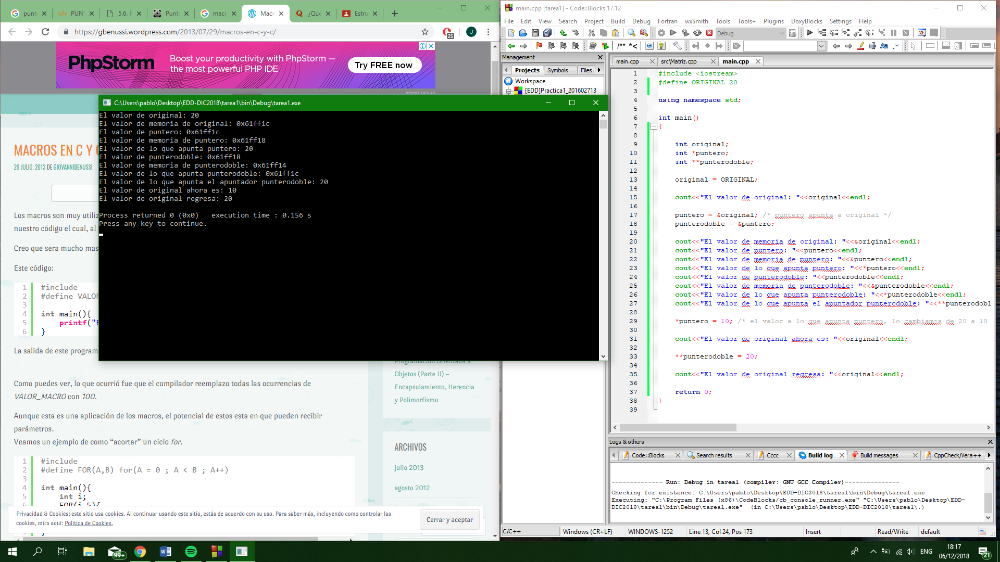 punt
PUNT
5.6. P
Punt
macr
Macr
¿Qué
Estru
https://gbenussi.wordpress.com/2013/07/29/macros-en-c-y-c/
25
J
PhpStorm
Boost your productivity with PhpStorm —
the most powerful PHP IDE
Try FREE now
REPORT THIS AD
MACROS EN C Y C
29 JULIO, 2013 DE GIOVANNIBENUSSI
Los macros son muy utiliz
nuestro código el cual, al
Creo que sera mucho mas
Este código:
1 #include
2 #define VALOR
3
4 int main(){
5 printf("E
6 }
La salida de este program
Como puedes ver, lo que ocurrió fue que el compilador reemplazo todas las ocurrencias de
VALOR_MACRO con 100.
Aunque esta es una aplicación de los macros, el potencial de estos esta en que pueden recibir
parámetros.
Veamos un ejemplo de como “acortar” un ciclo for.
1 #include
2 #define FOR(A,B) for(A = 0 ; A < B ; A++)
3
4 int main(){
5 int i;
6 FOR(i,5){
Programación Orientada a
Objetos (Parte II) –
Encapsulamiento, Herencia
y Polimorfismo
ARCHIVOS
julio 2013
agosto 2012
Privacidad & Cookies: este sitio usa cookies. Al continuar usando este sitio, estás de acuerdo con su uso. Para saber más, incluyendo como controlar las
cookies, mira aquí: Política de Cookies.
Cerrar y aceptar
C:\Users\pablo\Desktop\EDD-DIC2018\tarea1\bin\Debug\tarea1.exe
El valor de original: 20
El valor de memoria de original: 0x61ff1c
El valor de puntero: 0x61ff1c
El valor de memoria de puntero: 0x61ff18
El valor de lo que apunta puntero: 20
El valor de punterodoble: 0x61ff18
El valor de memoria de punterodoble: 0x61ff14
El valor de lo que apunta punterodoble: 0x61ff1c
El valor de lo que apunta el apuntador punterodoble: 20
El valor de original ahora es: 10
El valor de original regresa: 20
Process returned 0 (0x0) execution time : 0.156 s
Press any key to continue.
main.cpp [tarea1] - Code::Blocks 17.12
File Edit View Search Project Build Debug Fortran wxSmith Tools Tools+ Plugins DoxyBlocks Settings Help
Debug
/** *<
Management
Projects Symbols Files
Workspace
[EDD]Practica1_201602713
main.cpp src\Matriz.cpp main.cpp
1 #include <iostream>
2 #define ORIGINAL 20
3
4 using namespace std;
5
6 int main()
7 {
8
9 int original;
10 int *puntero;
11 int **punterodoble;
12
13 original = ORIGINAL;
14
15 cout<<"El valor de original: "<<original<<endl;
16
17 puntero = &original; /* puntero apunta a original */
18 punterodoble = &puntero;
19
20 cout<<"El valor de memoria de original: "<<&original<<endl;
21 cout<<"El valor de puntero: "<<puntero<<endl;
22 cout<<"El valor de memoria de puntero: "<<&puntero<<endl;
23 cout<<"El valor de lo que apunta puntero: "<<*puntero<<endl;
24 cout<<"El valor de punterodoble: "<<punterodoble<<endl;
25 cout<<"El valor de memoria de punterodoble: "<<&punterodoble<<endl;
26 cout<<"El valor de lo que apunta punterodoble: "<<*punterodoble<<endl;
27 cout<<"El valor de lo que apunta el apuntador punterodoble: "<<**punterodobl
28
29 *puntero = 10; /* el valor a lo que apunta puntero, lo cambiamos de 20 a 10
30
31 cout<<"El valor de original ahora es: "<<original<<endl;
32
33 **punterodoble = 20;
34
35 cout<<"El valor de original regresa: "<<original<<endl;
36
37 return 0;
38 }
39
Logs & others
Code::Blocks Search results Cccc Build log Build messages CppCheck/Vera++
-------------- Run: Debug in tarea1 (compiler: GNU GCC Compiler)---------------
Checking for existence: C:\Users\pablo\Desktop\EDD-DIC2018\tarea1\bin\Debug\tarea1.exe
Executing: "C:\Program Files (x86)\CodeBlocks/cb_console_runner.exe" "C:\Users\pablo\Desktop\EDD-
DIC2018\tarea1\bin\Debug\tarea1.exe" (in C:\Users\pablo\Desktop\EDD-DIC2018\tarea1\.)
C/C++ Windows (CR+LF) WINDOWS-1252 Line 13, Col 24, Pos 173 Insert Read/Write default
99+
ENG
18:17
06/12/2018
21